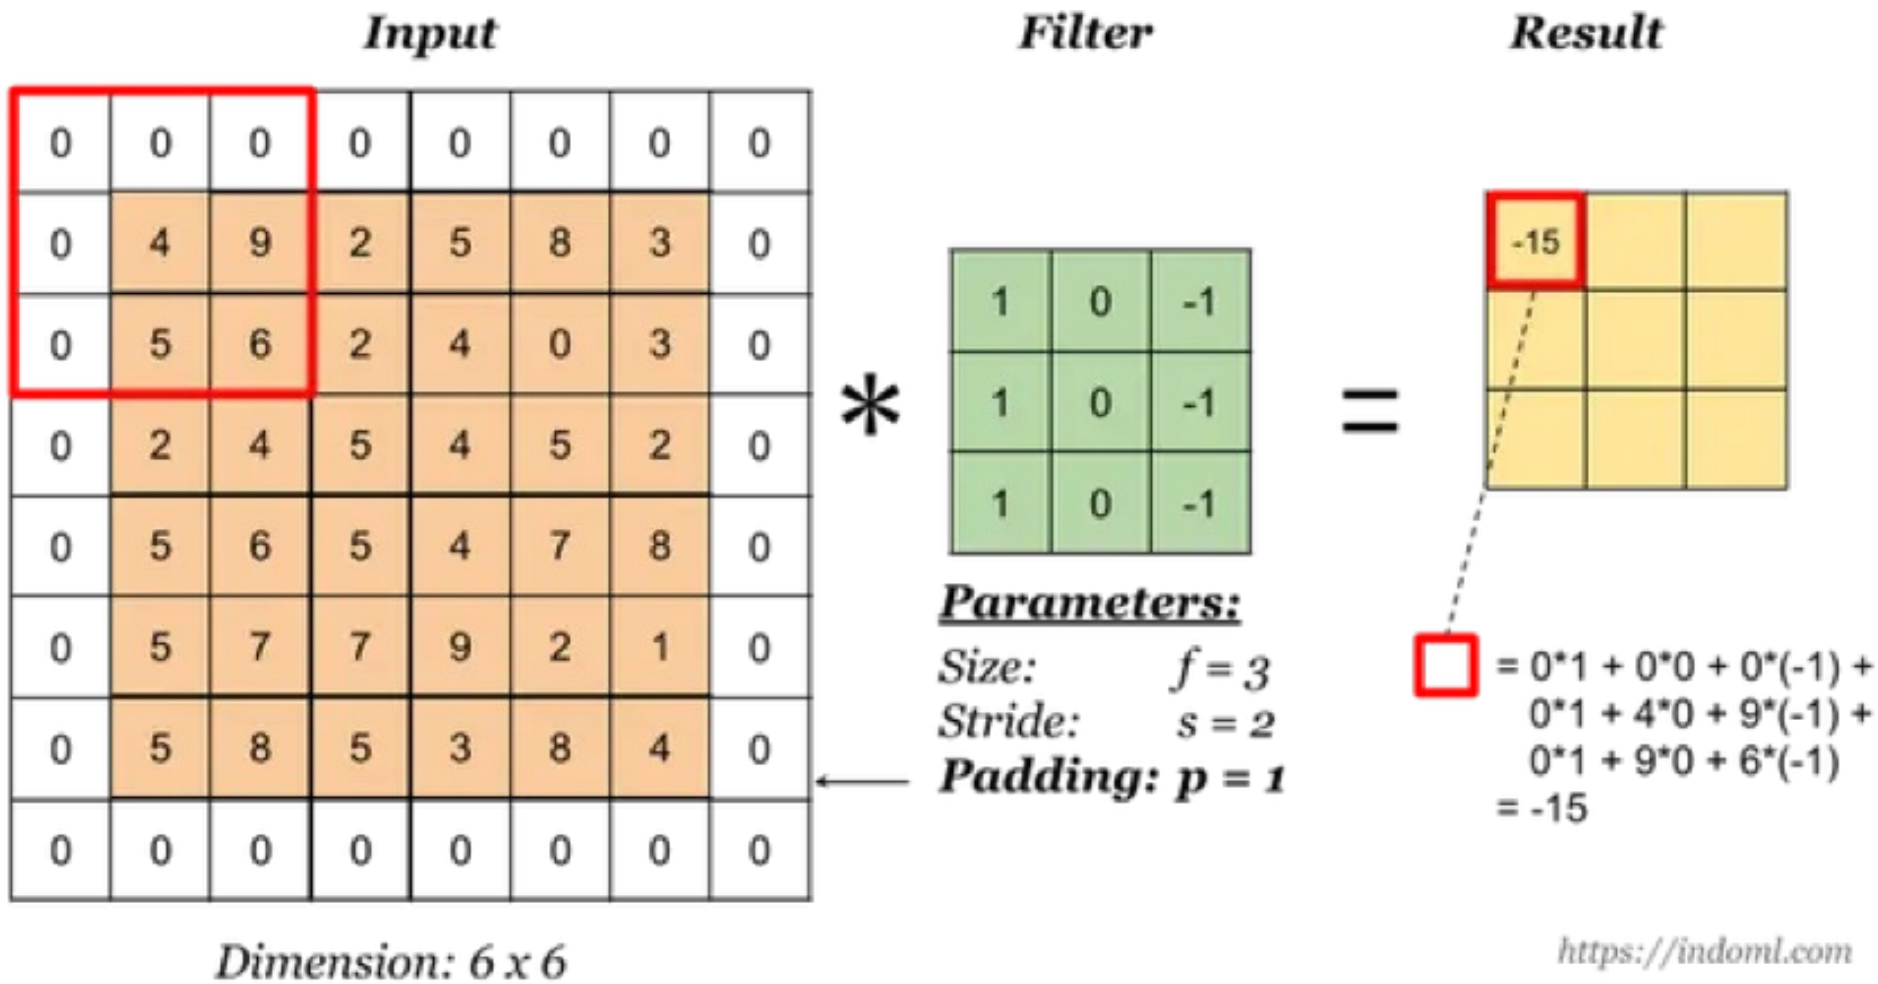 Input
Filter
Result
0 0 0 0 0 0 0 0
0 4 9 2 5 8 3 0
0 5 6 2 4 0 3 0
0 2 4 5 4 5 2 0
0 5 6 5 4 7 8 0
0 5 7 7 9 2 1 0
0 5 8 5 3 8 4 0
0 0 0 0 0 0 0 0
Dimension: 6 x 6
*
1 0 -1
1 0 -1
1 0 -1
Parameters:
Size: f = 3
Stride: s = 2
Padding: p = 1
=
-15
= 0*1 + 0*0 + 0*(-1) +
0*1 + 4*0 + 9*(-1) +
0*1 + 9*0 + 6*(-1)
= -15
https://indoml.com